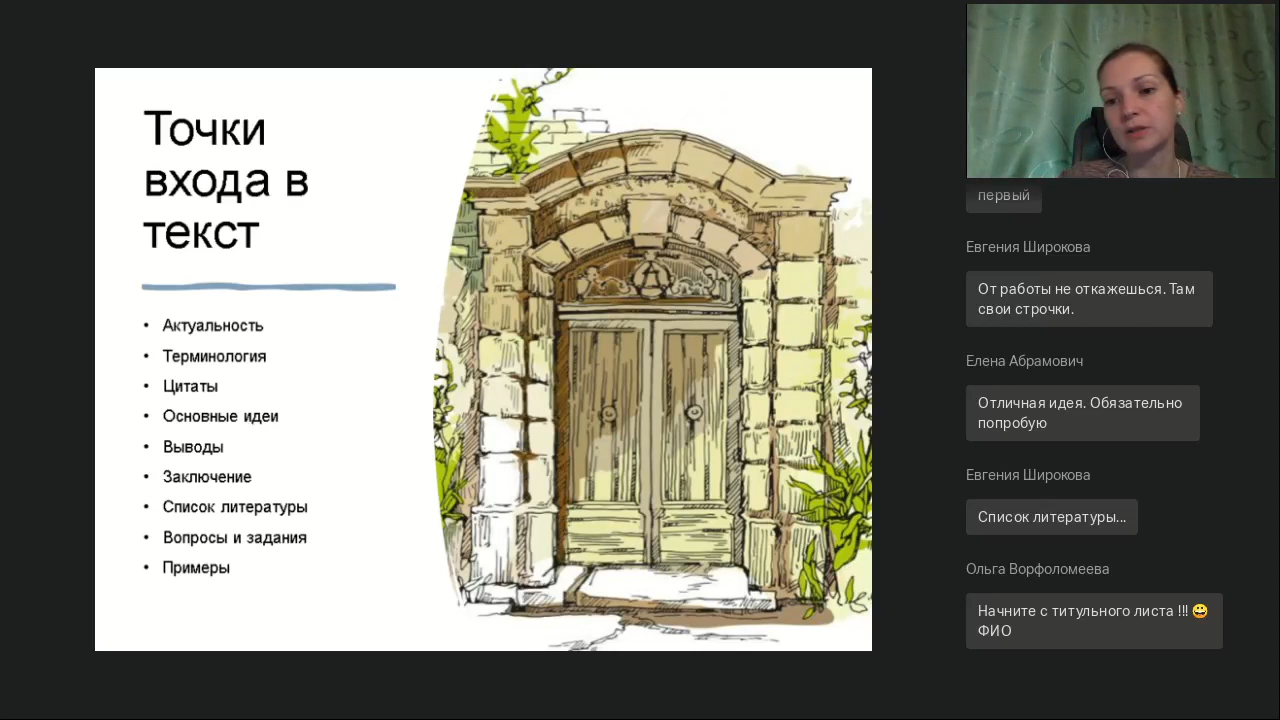 Точки
входа в
текст
• Актуальность
• Терминология
• Цитаты
• Основные идеи
• Выводы
• Заключение
• Список литературы
• Вопросы и задания
• Примеры
первый
Евгения Широкова
От работы не откажешься. Там
свои строчки.
Елена Абрамович
Отличная идея. Обязательно
попробую
Евгения Широкова
Список литературы...
Ольга Ворфоломеева
Начните с титульного листа !!! 😀
ФИО